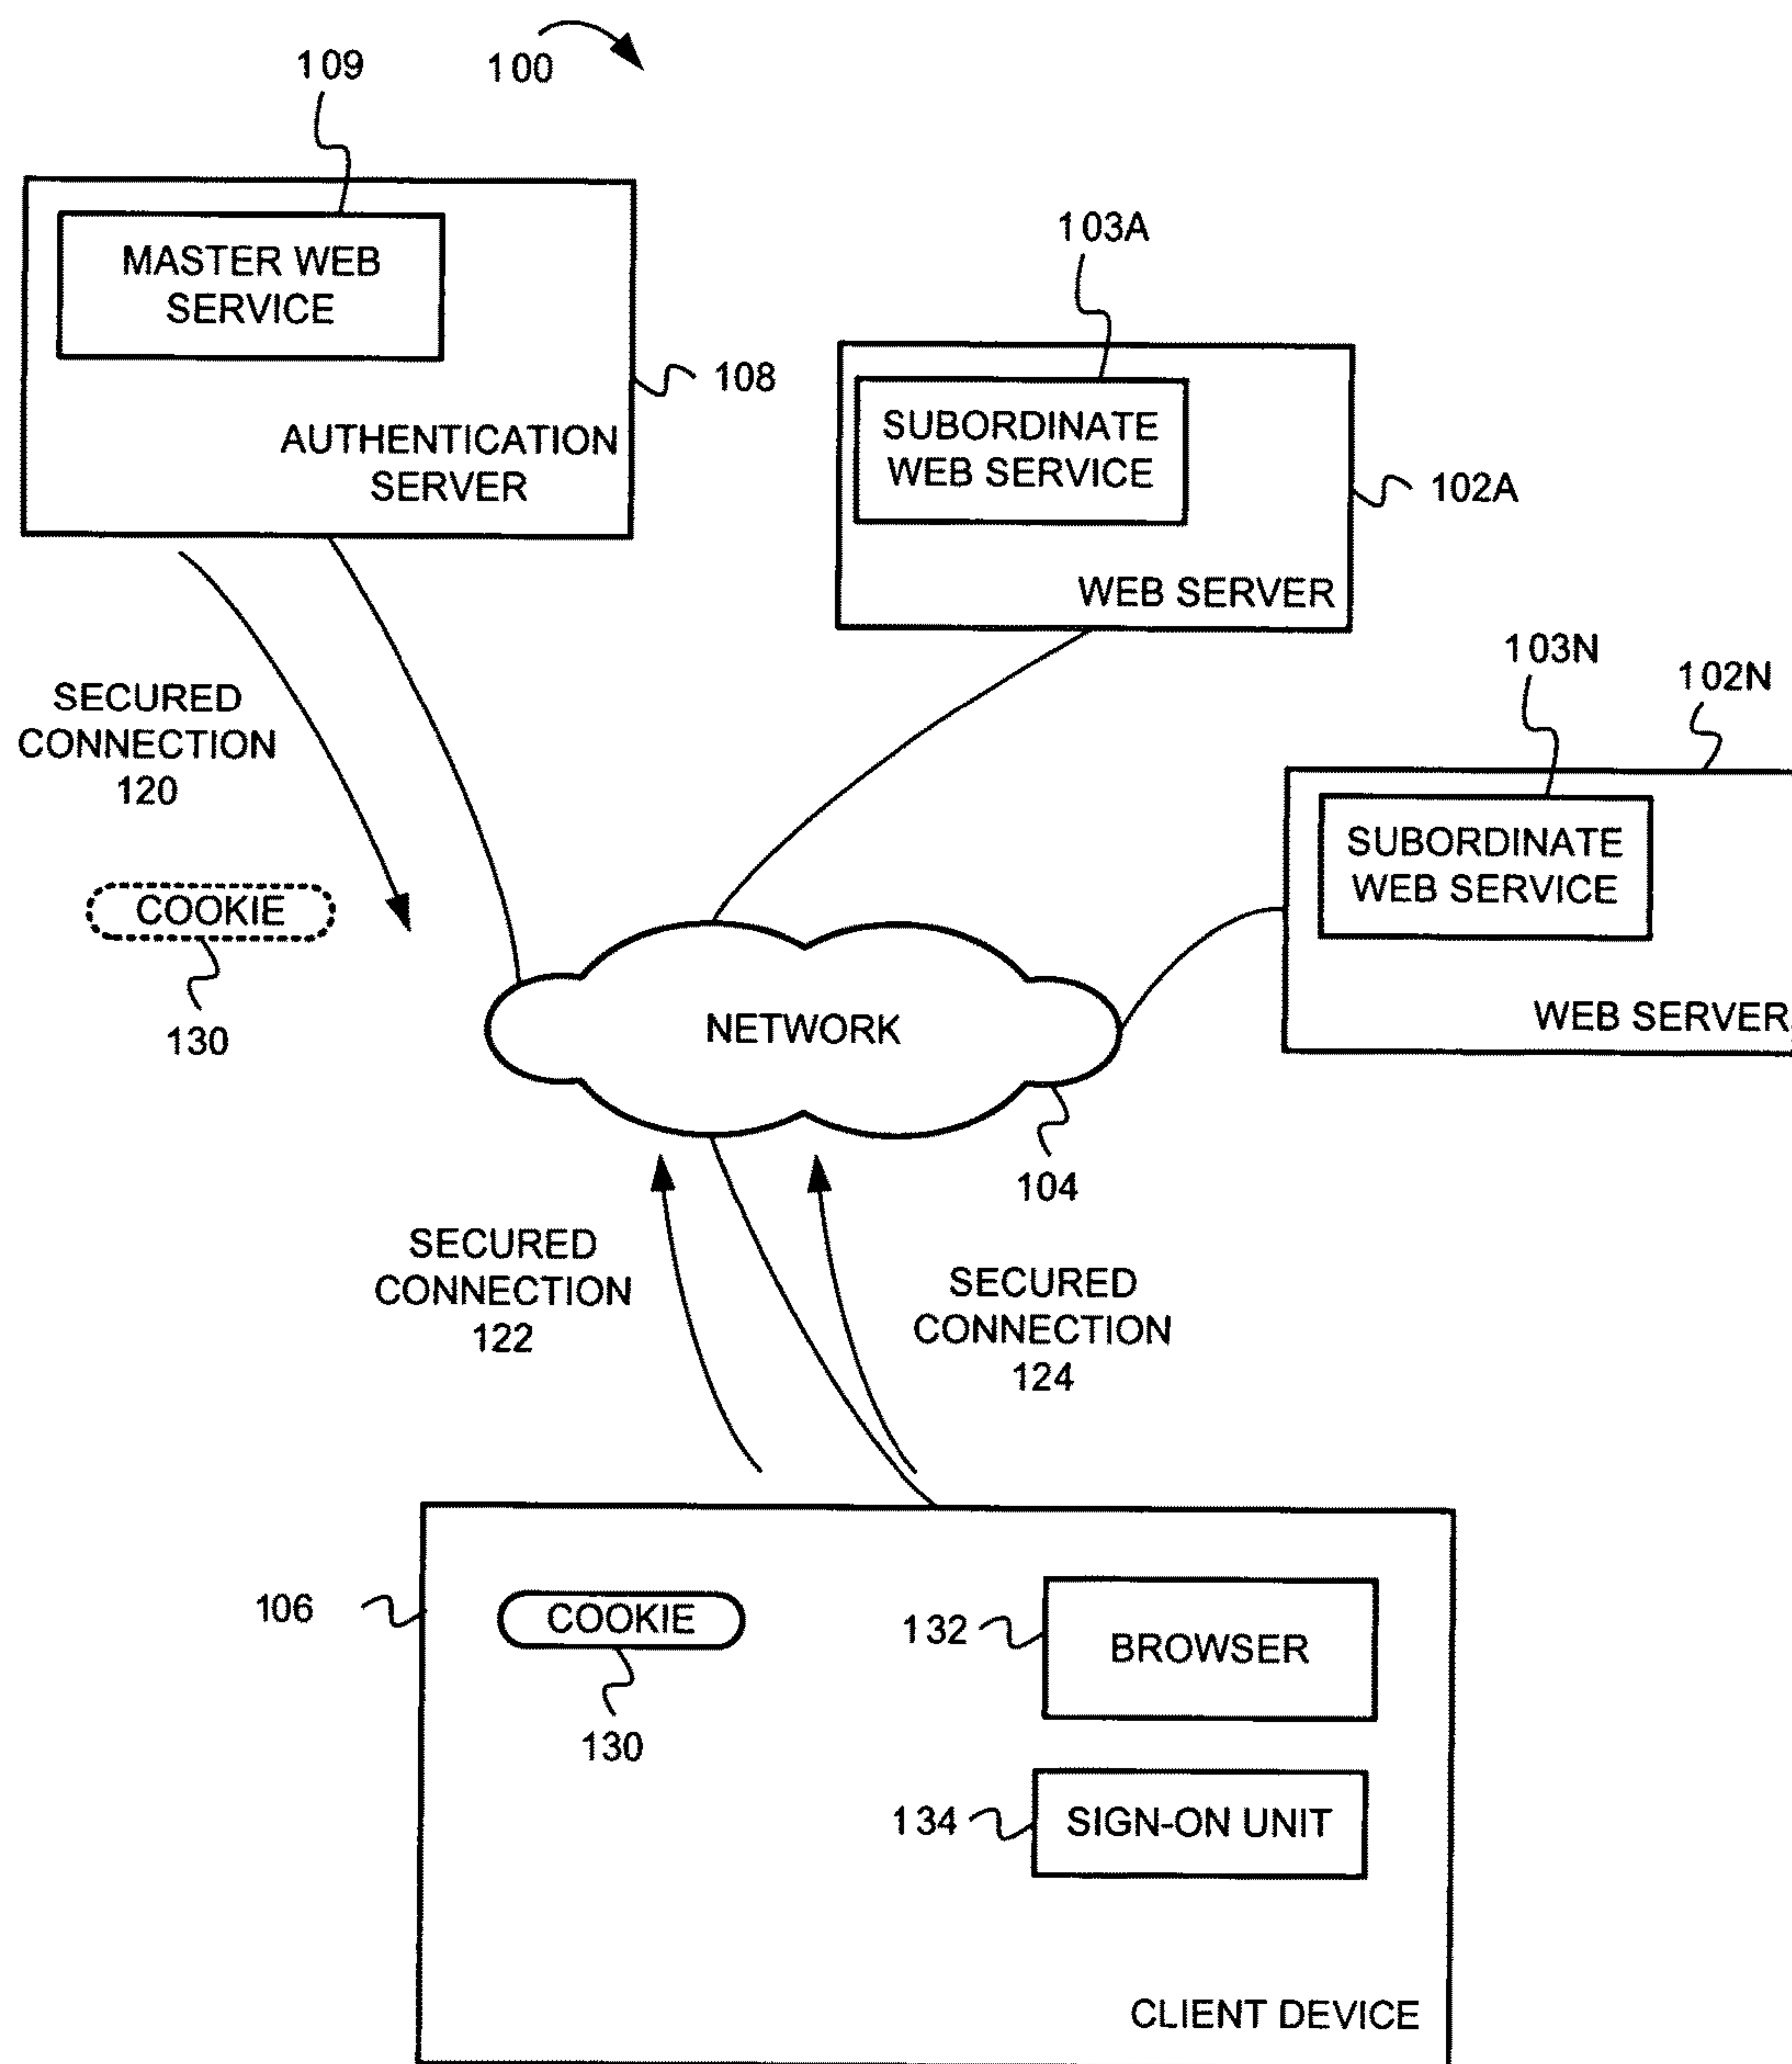 100
109
MASTER WEB
SERVICE
108
AUTHENTICATION
SERVER
103A
SUBORDINATE
WEB SERVICE
102A
WEB SERVER
103N
102N
SUBORDINATE
WEB SERVICE
WEB SERVER
SECURED
CONNECTION
120
COOKIE
130
NETWORK
104
SECURED
CONNECTION
122
SECURED
CONNECTION
124
106
COOKIE
130
132
BROWSER
134
SIGN-ON UNIT
CLIENT DEVICE